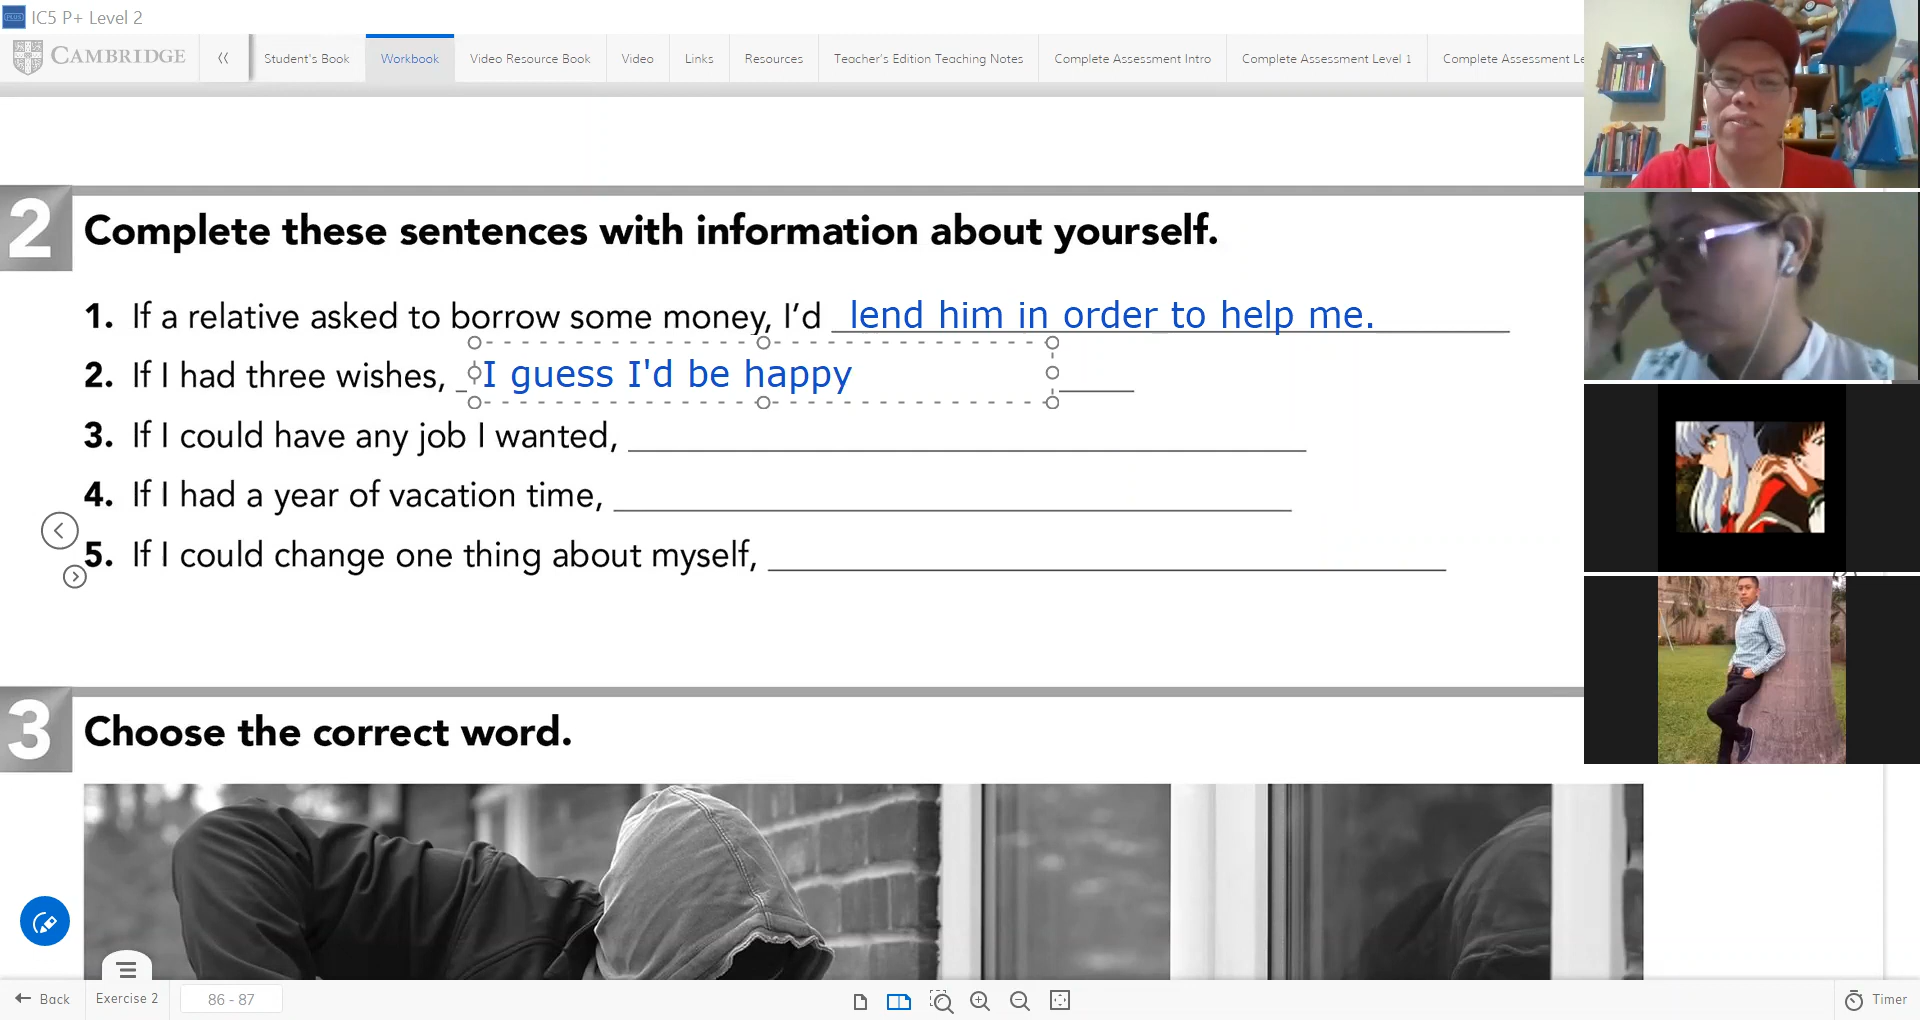 IC5 P+ Level 2
CAMBRIDGE
Student's Book
Workbook
Video Resource Book
Video
Links
Resources
Teacher's Edition Teaching Notes
Complete Assessment Intro
Complete Assessment Level 1
Complete Assessment Le
2 Complete these sentences with information about yourself.
1. If a relative asked to borrow some money, I'd lend him in order to help me.
2. If I had three wishes, I guess I'd be happy
3. If I could have any job I wanted,
4. If I had a year of vacation time,
5. If I could change one thing about myself,
3 Choose the correct word.
Back
Exercise 2
86 - 87
Timer